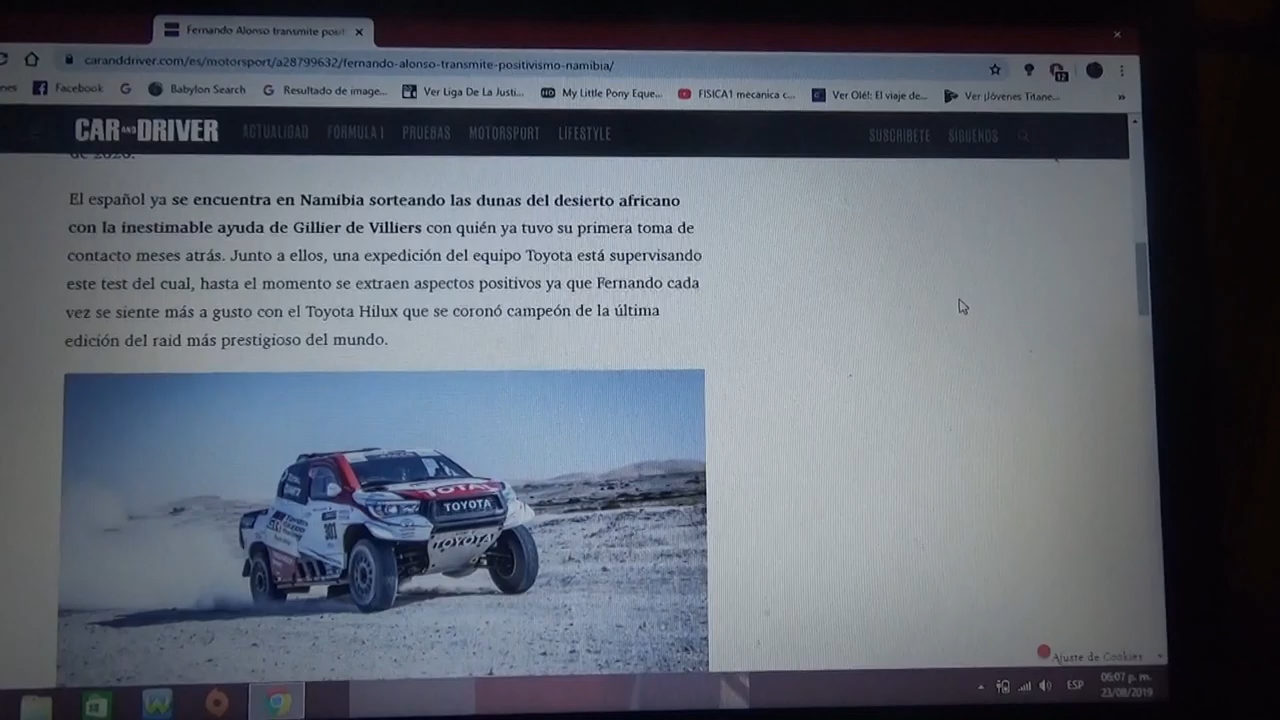 Fernando Alonso transmite posit
caranddriver.com/es/motorsport/a28799632/fernando-alonso-transmite-positivismo-namibia/
nes Facebook Babylon Search Resultado de image... Ver Liga De La Justi... My Little Pony Eque... FISICA1 mecanica c... Ver Olé!: El viaje de... Ver ¡Jóvenes Titane... »
12
CAR AND DRIVER ACTUALIDAD FÓRMULA 1 PRUEBAS MOTORSPORT LIFESTYLE SUSCRÍBETE SÍGUENOS
de 2020.
El español ya se encuentra en Namibia sorteando las dunas del desierto africano
con la inestimable ayuda de Gillier de Villiers con quién ya tuvo su primera toma de
contacto meses atrás. Junto a ellos, una expedición del equipo Toyota está supervisando
este test del cual, hasta el momento se extraen aspectos positivos ya que Fernando cada
vez se siente más a gusto con el Toyota Hilux que se coronó campeón de la última
edición del raid más prestigioso del mundo.
TOTAL
TOYOTA
301
TOYOTA
Ajuste de Cookies
ESP
06:07 p. m.
23/08/2019